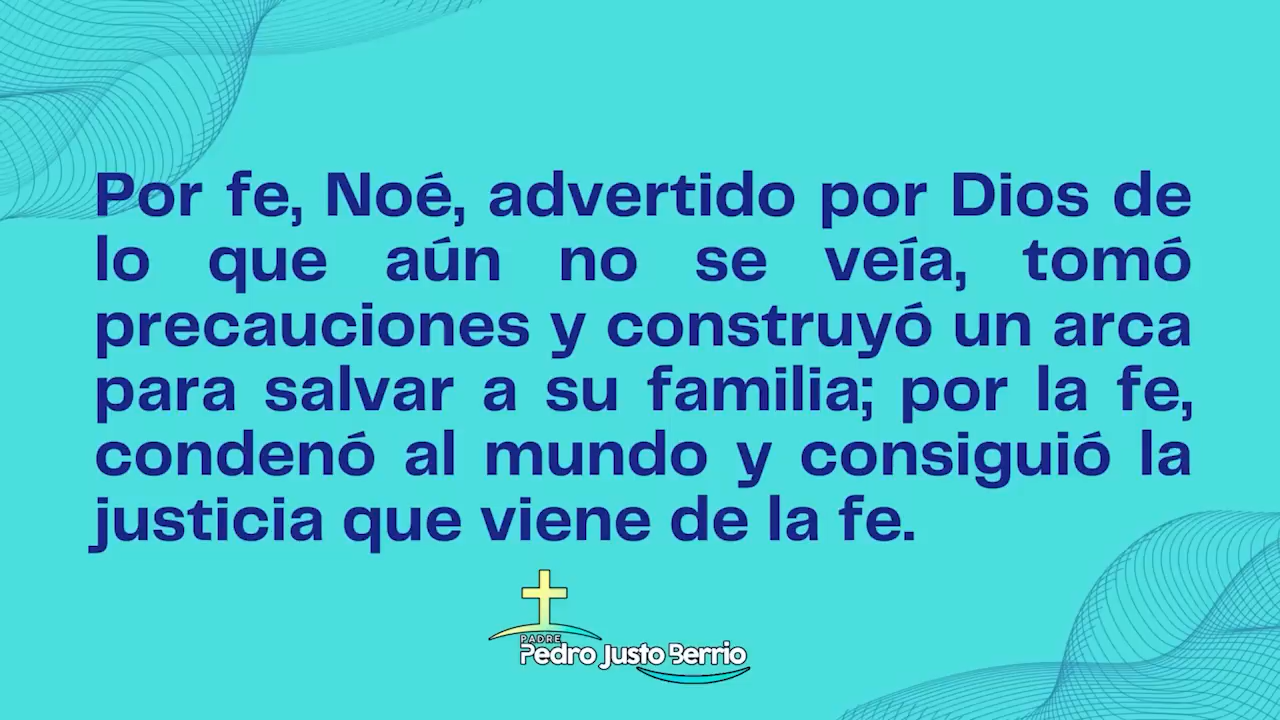 Por fe, Noé, advertido por Dios de
lo que aún no se veía, tomó
precauciones y construyó un arca
para salvar a su familia; por la fe,
condenó al mundo y consiguió la
justicia que viene de la fe.
PADRE
Pedro Justo Berrio